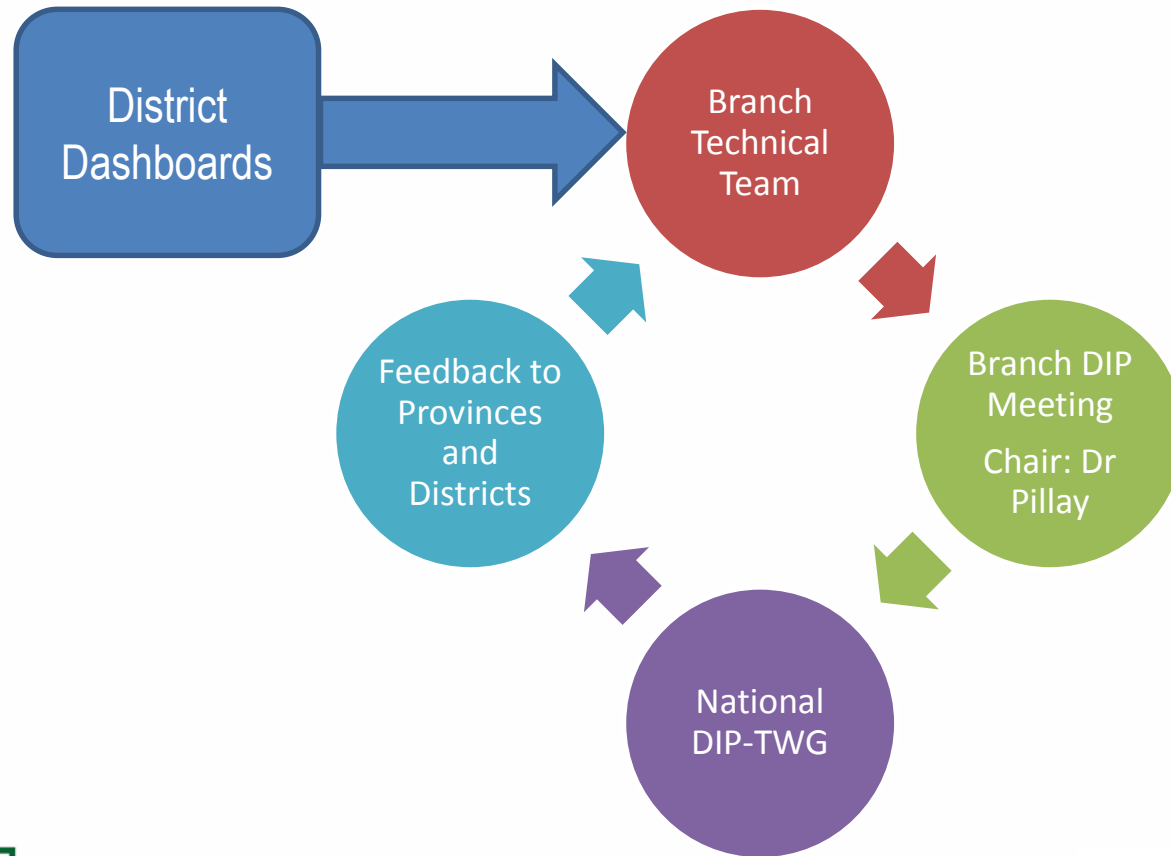 District
Dashboards
Branch
Technical
Team
Branch DIP
Meeting
Chair: Dr
Pillay
National
DIP-TWG
Feedback to
Provinces
and
Districts